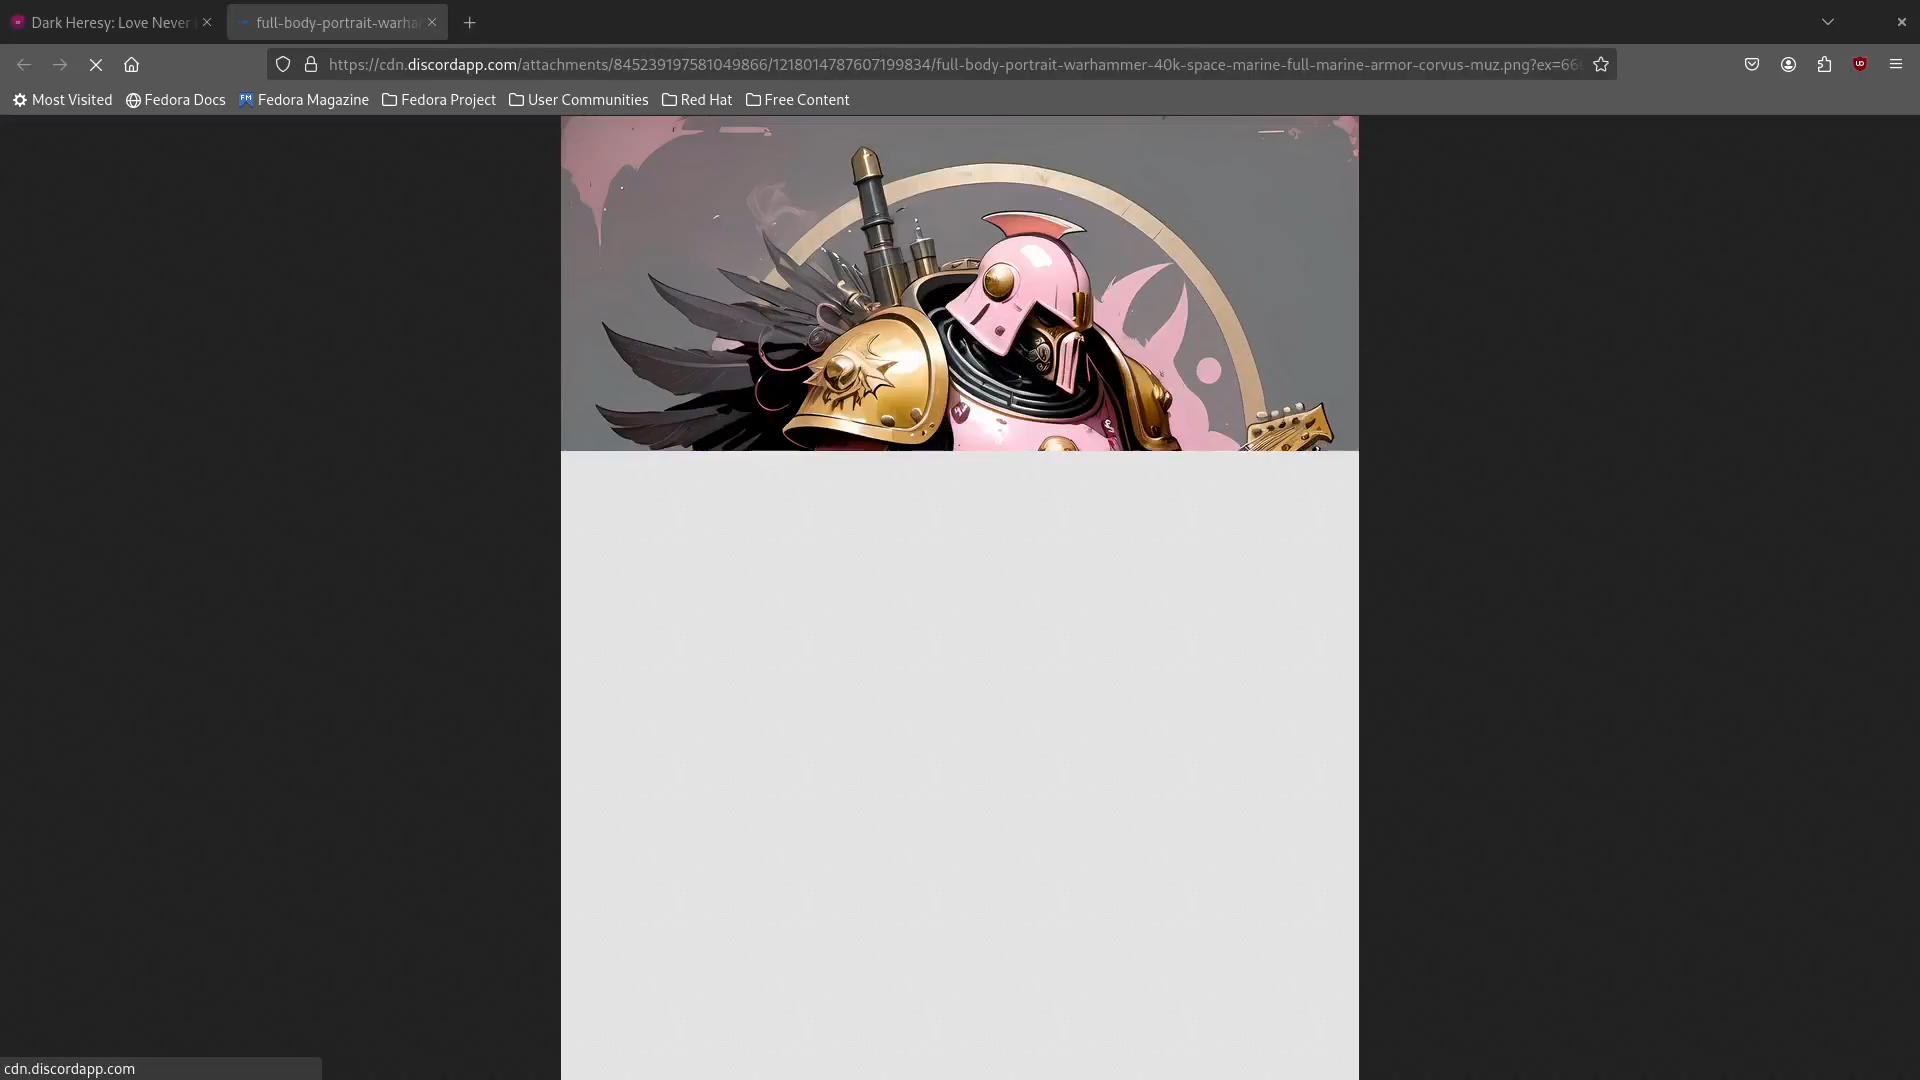 Dark Heresy: Love Never
full-body-portrait-warha
https://cdn.discordapp.com/attachments/845239197581049866/1218014787607199834/full-body-portrait-warhammer-40k-space-marine-full-marine-armor-corvus-muz.png?ex=66
Most Visited
Fedora Docs
Fedora Magazine
Fedora Project
User Communities
Red Hat
Free Content
cdn.discordapp.com